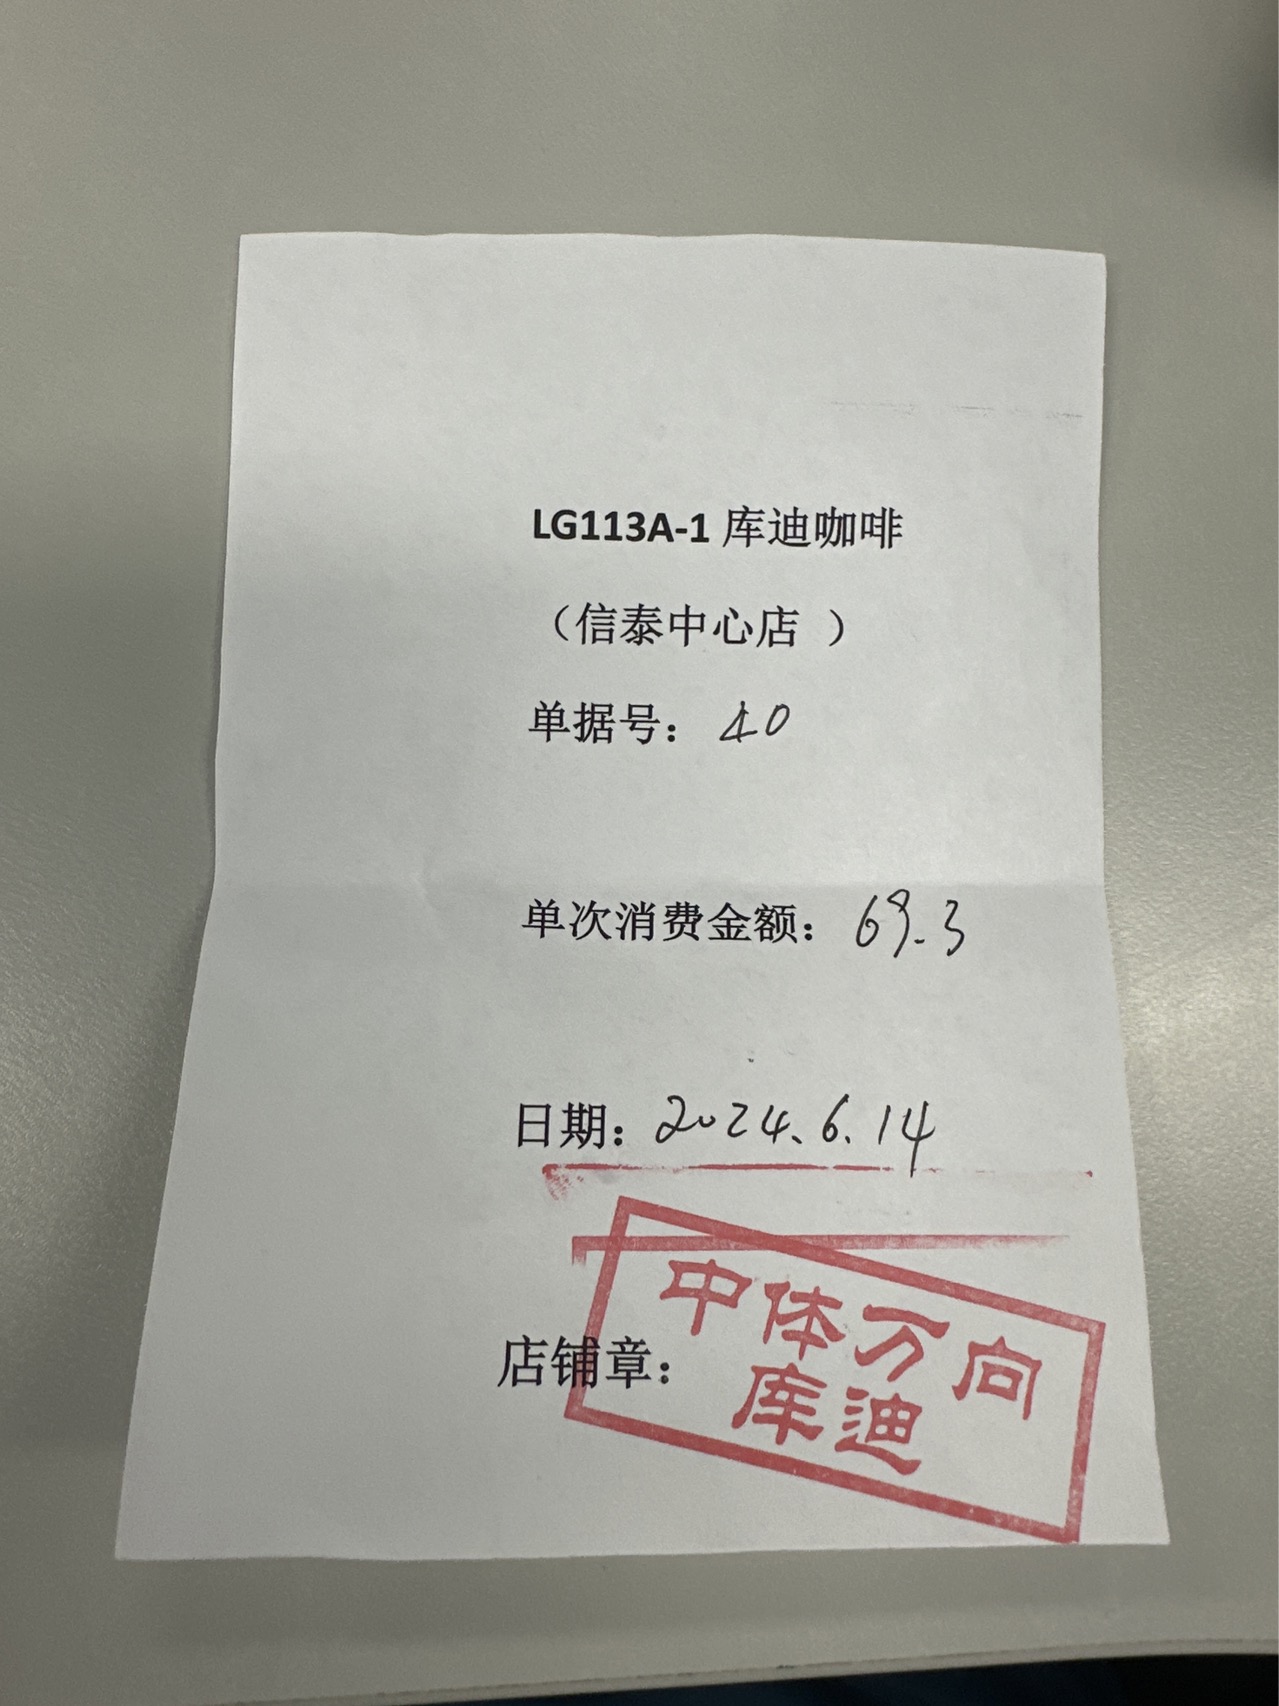 LG113A-1 库迪咖啡
（信泰中心店 ）
单据号：40
单次消费金额：69.3
日期：2024.6.14
店铺章：
中体万向
库迪